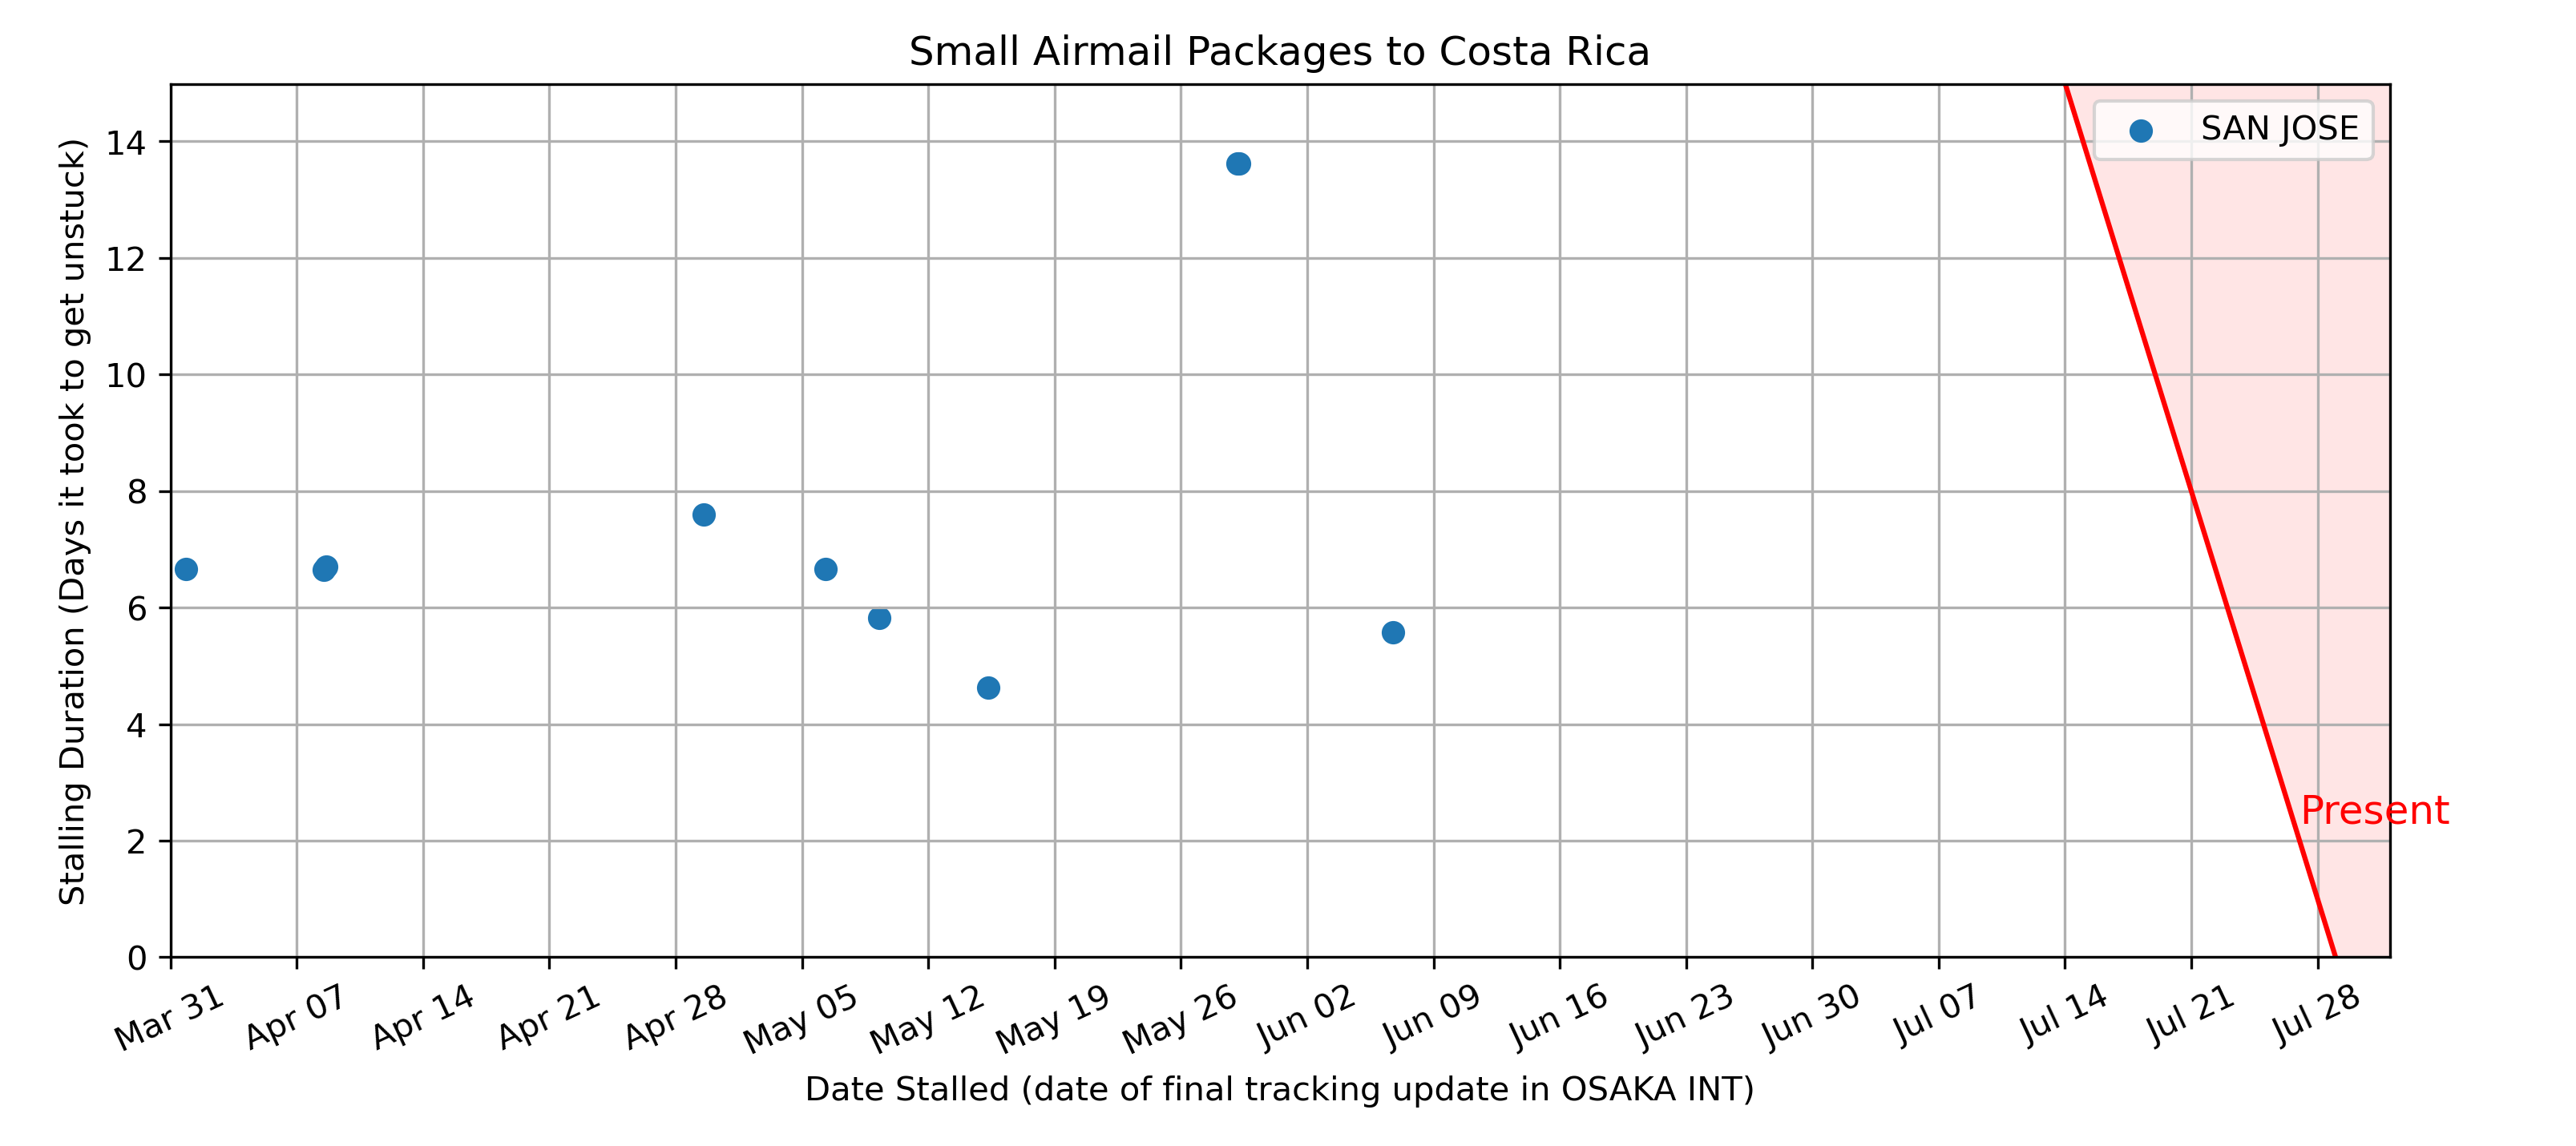 Small Airmail Packages to Costa Rica
SAN JOSE
Stalling Duration (Days it took to get unstuck)
14
12
10
8
6
4
2
0
Present
Mar 31 Apr 07 Apr 14 Apr 21 Apr 28 May 05 May 12 May 19 May 26 Jun 02 Jun 09 Jun 16 Jun 23 Jun 30 Jul 07 Jul 14 Jul 21 Jul 28
Date Stalled (date of final tracking update in OSAKA INT)